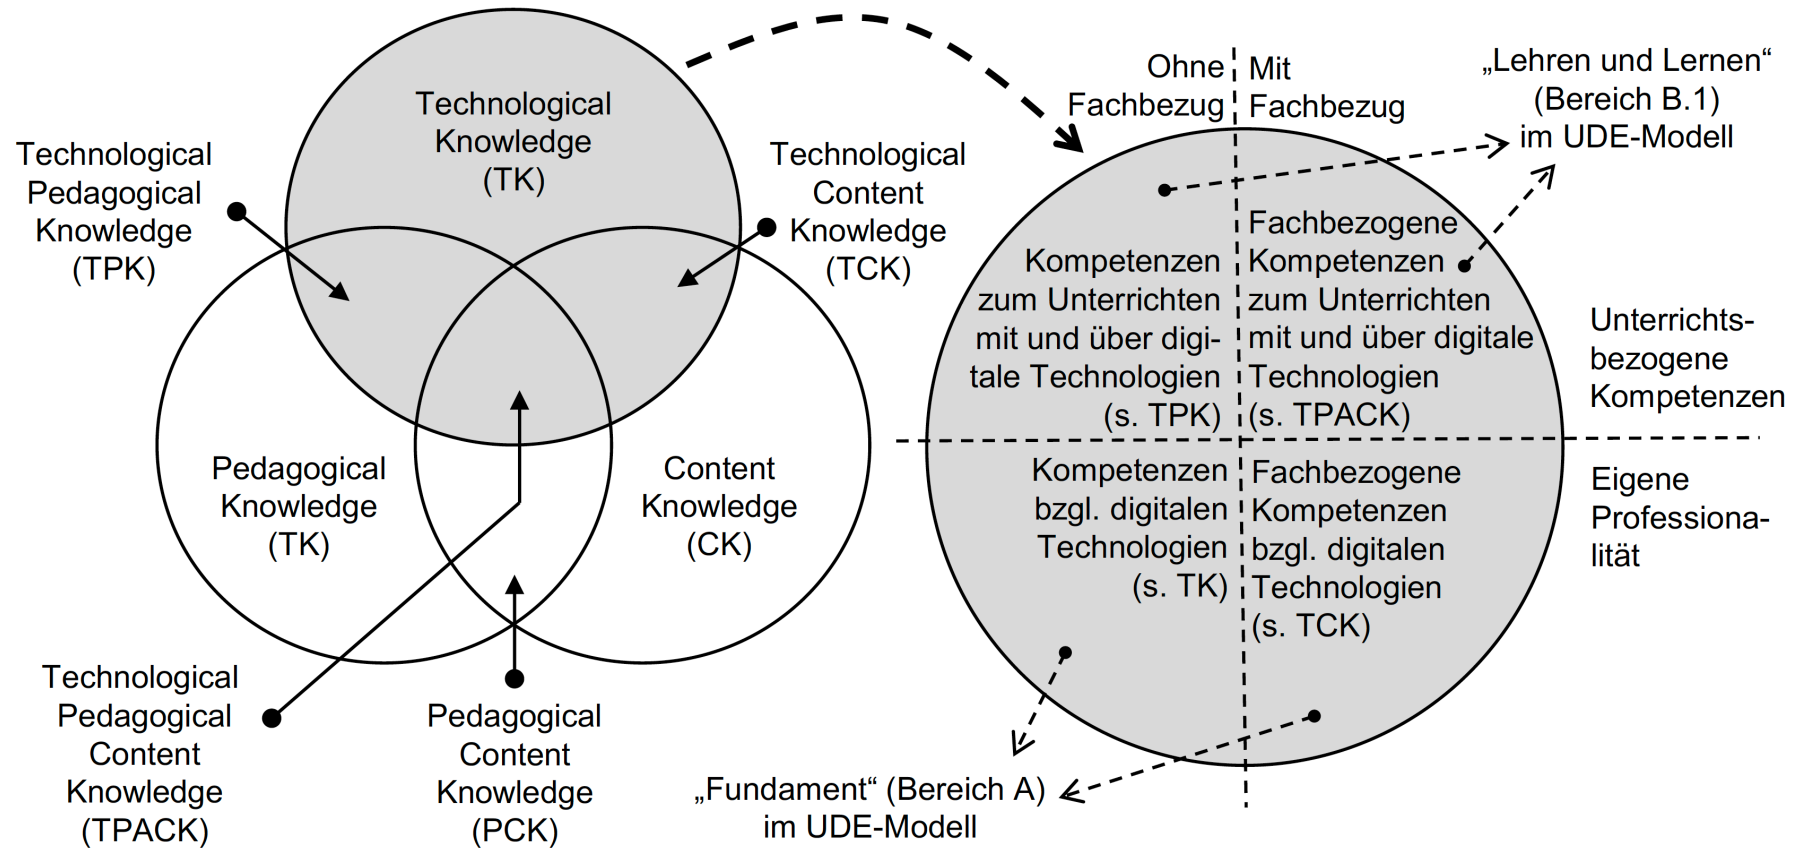 Technological
Knowledge
(TK)
Technological
Pedagogical
Knowledge
(TPK)
Technological
Content
Knowledge
(TCK)
Pedagogical
Knowledge
(TK)
Content
Knowledge
(CK)
Technological
Pedagogical
Content
Knowledge
(TPACK)
Pedagogical
Content
Knowledge
(PCK)
Ohne
Fachbezug
Mit
Fachbezug
„Lehren und Lernen“
(Bereich B.1)
im UDE-Modell
Kompetenzen
zum Unterrichten
mit und über digi-
tale Technologien
(s. TPK)
Fachbezogene
Kompetenzen
zum Unterrichten
mit und über digitale
Technologien
(s. TPACK)
Unterrichts-
bezogene
Kompetenzen
Kompetenzen
bzgl. digitalen
Technologien
(s. TK)
Fachbezogene
Kompetenzen
bzgl. digitalen
Technologien
(s. TCK)
Eigene
Professiona-
lität
„Fundament“ (Bereich A)
im UDE-Modell